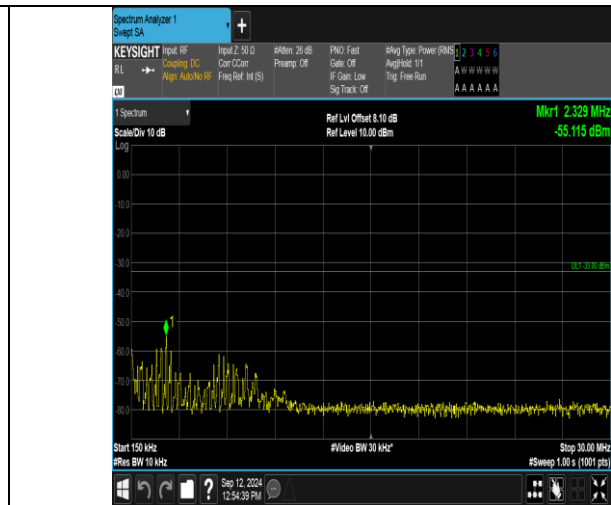 Spectrum Analyzer 1
Swept SA
+
KEYSIGHT Input: RF Input Z: 50 Ω #Atten: 26 dB PNO: Fast #Avg Type: Power (RMS 1 2 3 4 5 6
RL Coupling: DC Corr CCorr Preamp: Off Gate: Off Avg|Hold: 1/1 A W W W W W
Align: Auto/No RF Freq Ref: Int (S) IF Gain: Low Trig: Free Run
Sig Track: Off A A A A A A
LXI
1 Spectrum Ref Lvl Offset 8.10 dB Mkr1 2.329 MHz
Scale/Div 10 dB Ref Level 10.00 dBm -55.115 dBm
Log
0.00
-10.0
-20.0
-30.0
DL1 -33.00 dBm
-40.0
-50.0
1
-60.0
-70.0
-80.0
Start 150 kHz #Video BW 30 kHz* Stop 30.00 MHz
#Res BW 10 kHz #Sweep 1.00 s (1001 pts)
? Sep 12, 2024
12:54:39 PM